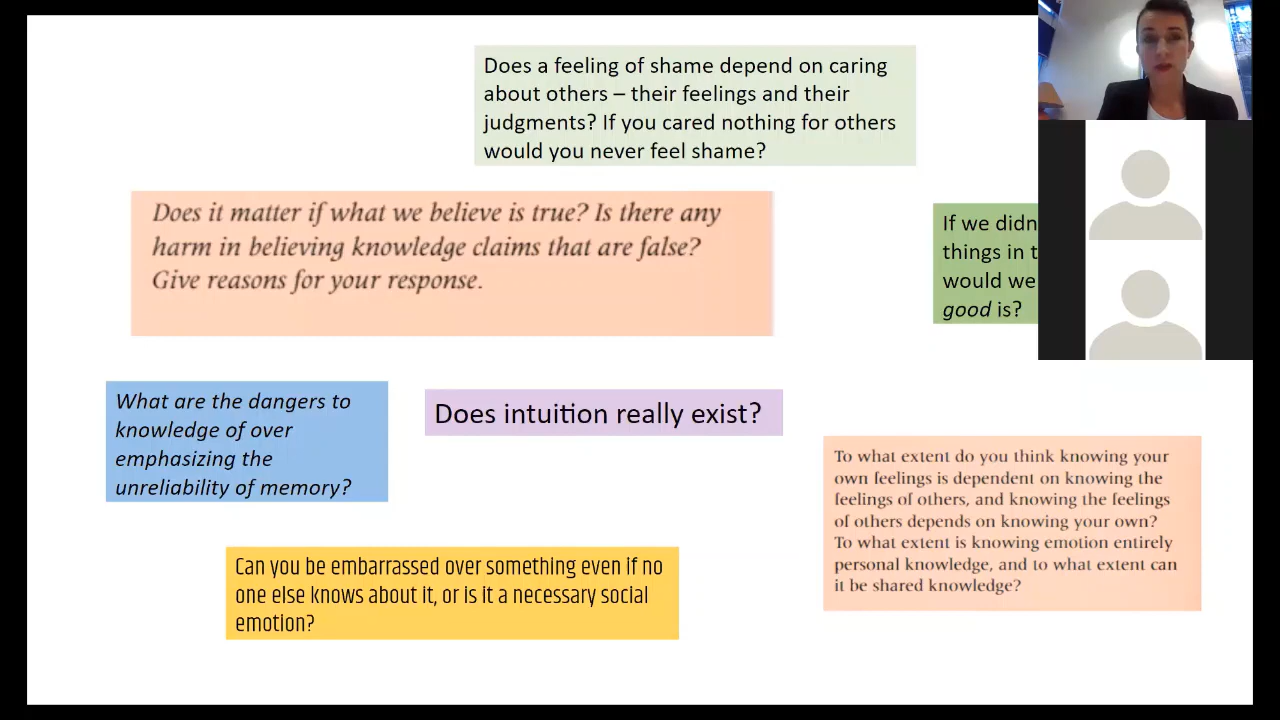 Does a feeling of shame depend on caring
about others – their feelings and their
judgments? If you cared nothing for others
would you never feel shame?
Does it matter if what we believe is true? Is there any
harm in believing knowledge claims that are false?
Give reasons for your response.
If we didn
things in t
would we
good is?
What are the dangers to
knowledge of over
emphasizing the
unreliability of memory?
Does intuition really exist?
To what extent do you think knowing your
own feelings is dependent on knowing the
feelings of others, and knowing the feelings
of others depends on knowing your own?
To what extent is knowing emotion entirely
personal knowledge, and to what extent can
it be shared knowledge?
Can you be embarrassed over something even if no
one else knows about it, or is it a necessary social
emotion?